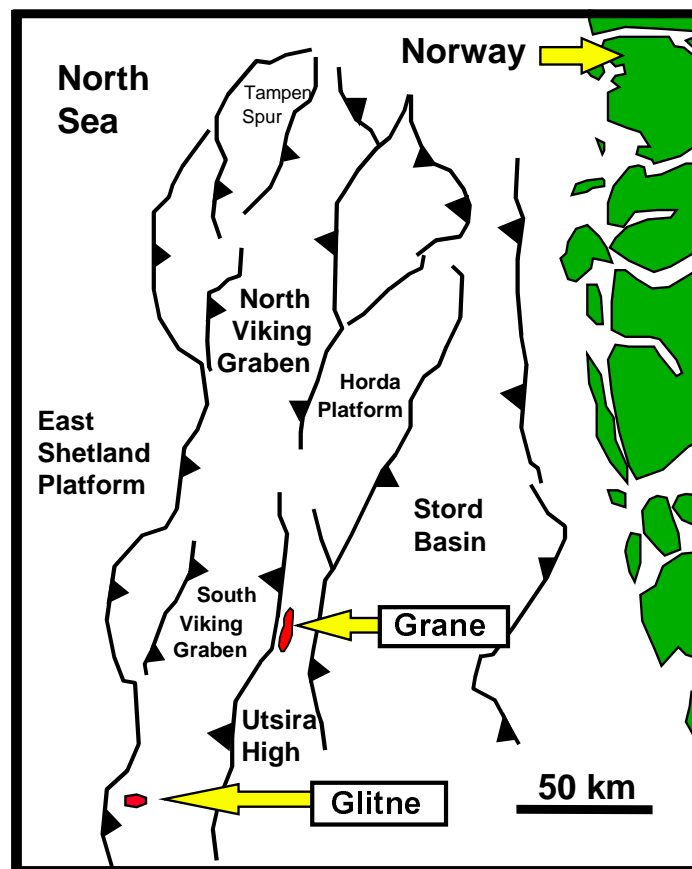 North
Sea
Norway
Tampen
Spur
North
Viking
Graben
Horda
Platform
East
Shetland
Platform
Stord
Basin
South
Viking
Graben
Grane
Utsira
High
50 km
Glitne